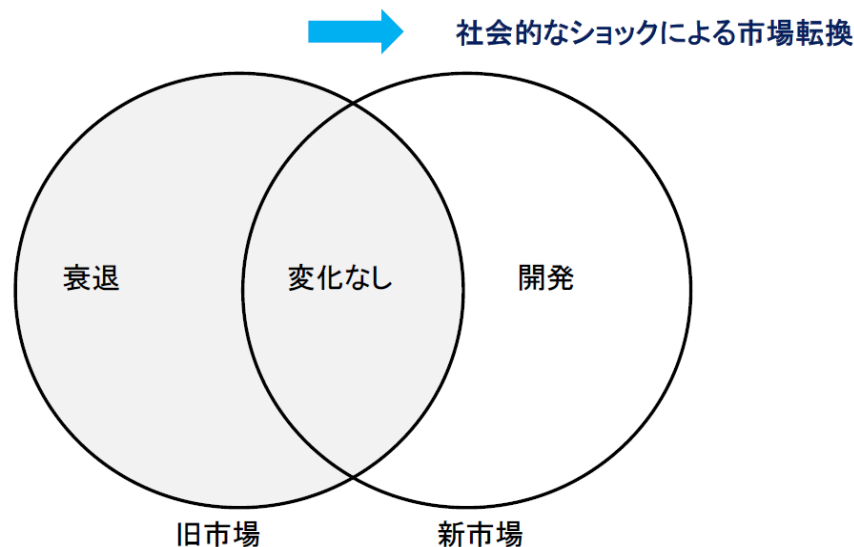 社会的なショックによる市場転換
衰退
変化なし
開発
旧市場
新市場